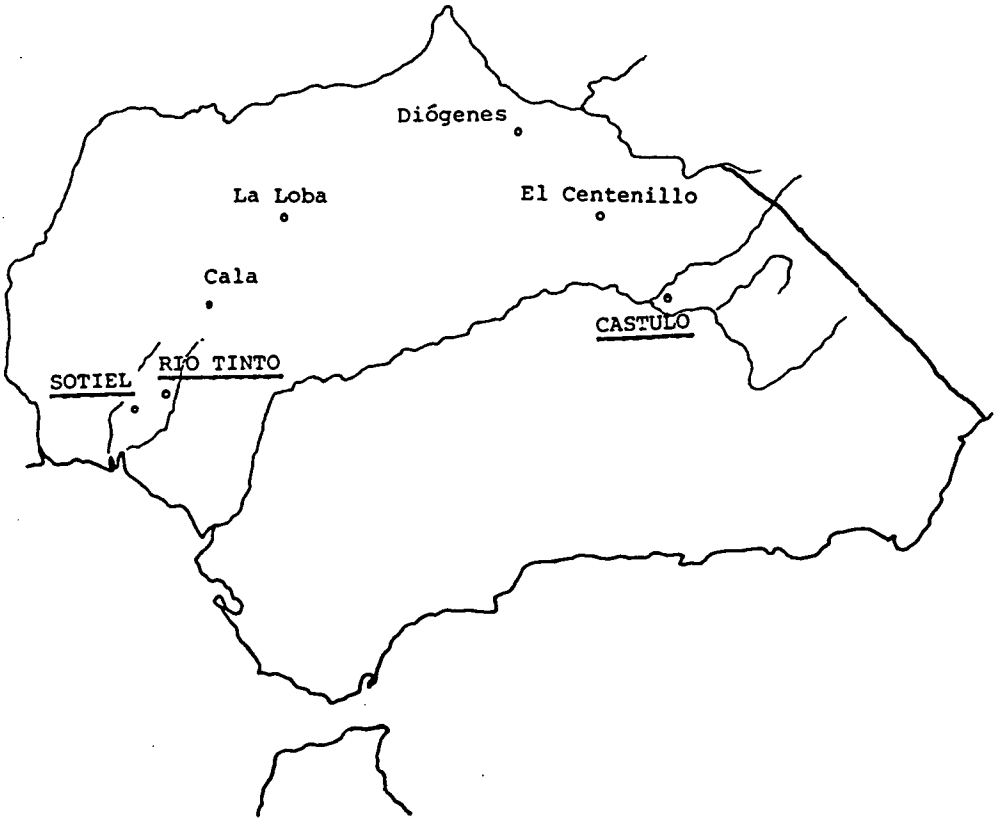 Diógenes
La Loba
El Centenillo
Cala
CASTULO
RIO TINTO
SOTIEL